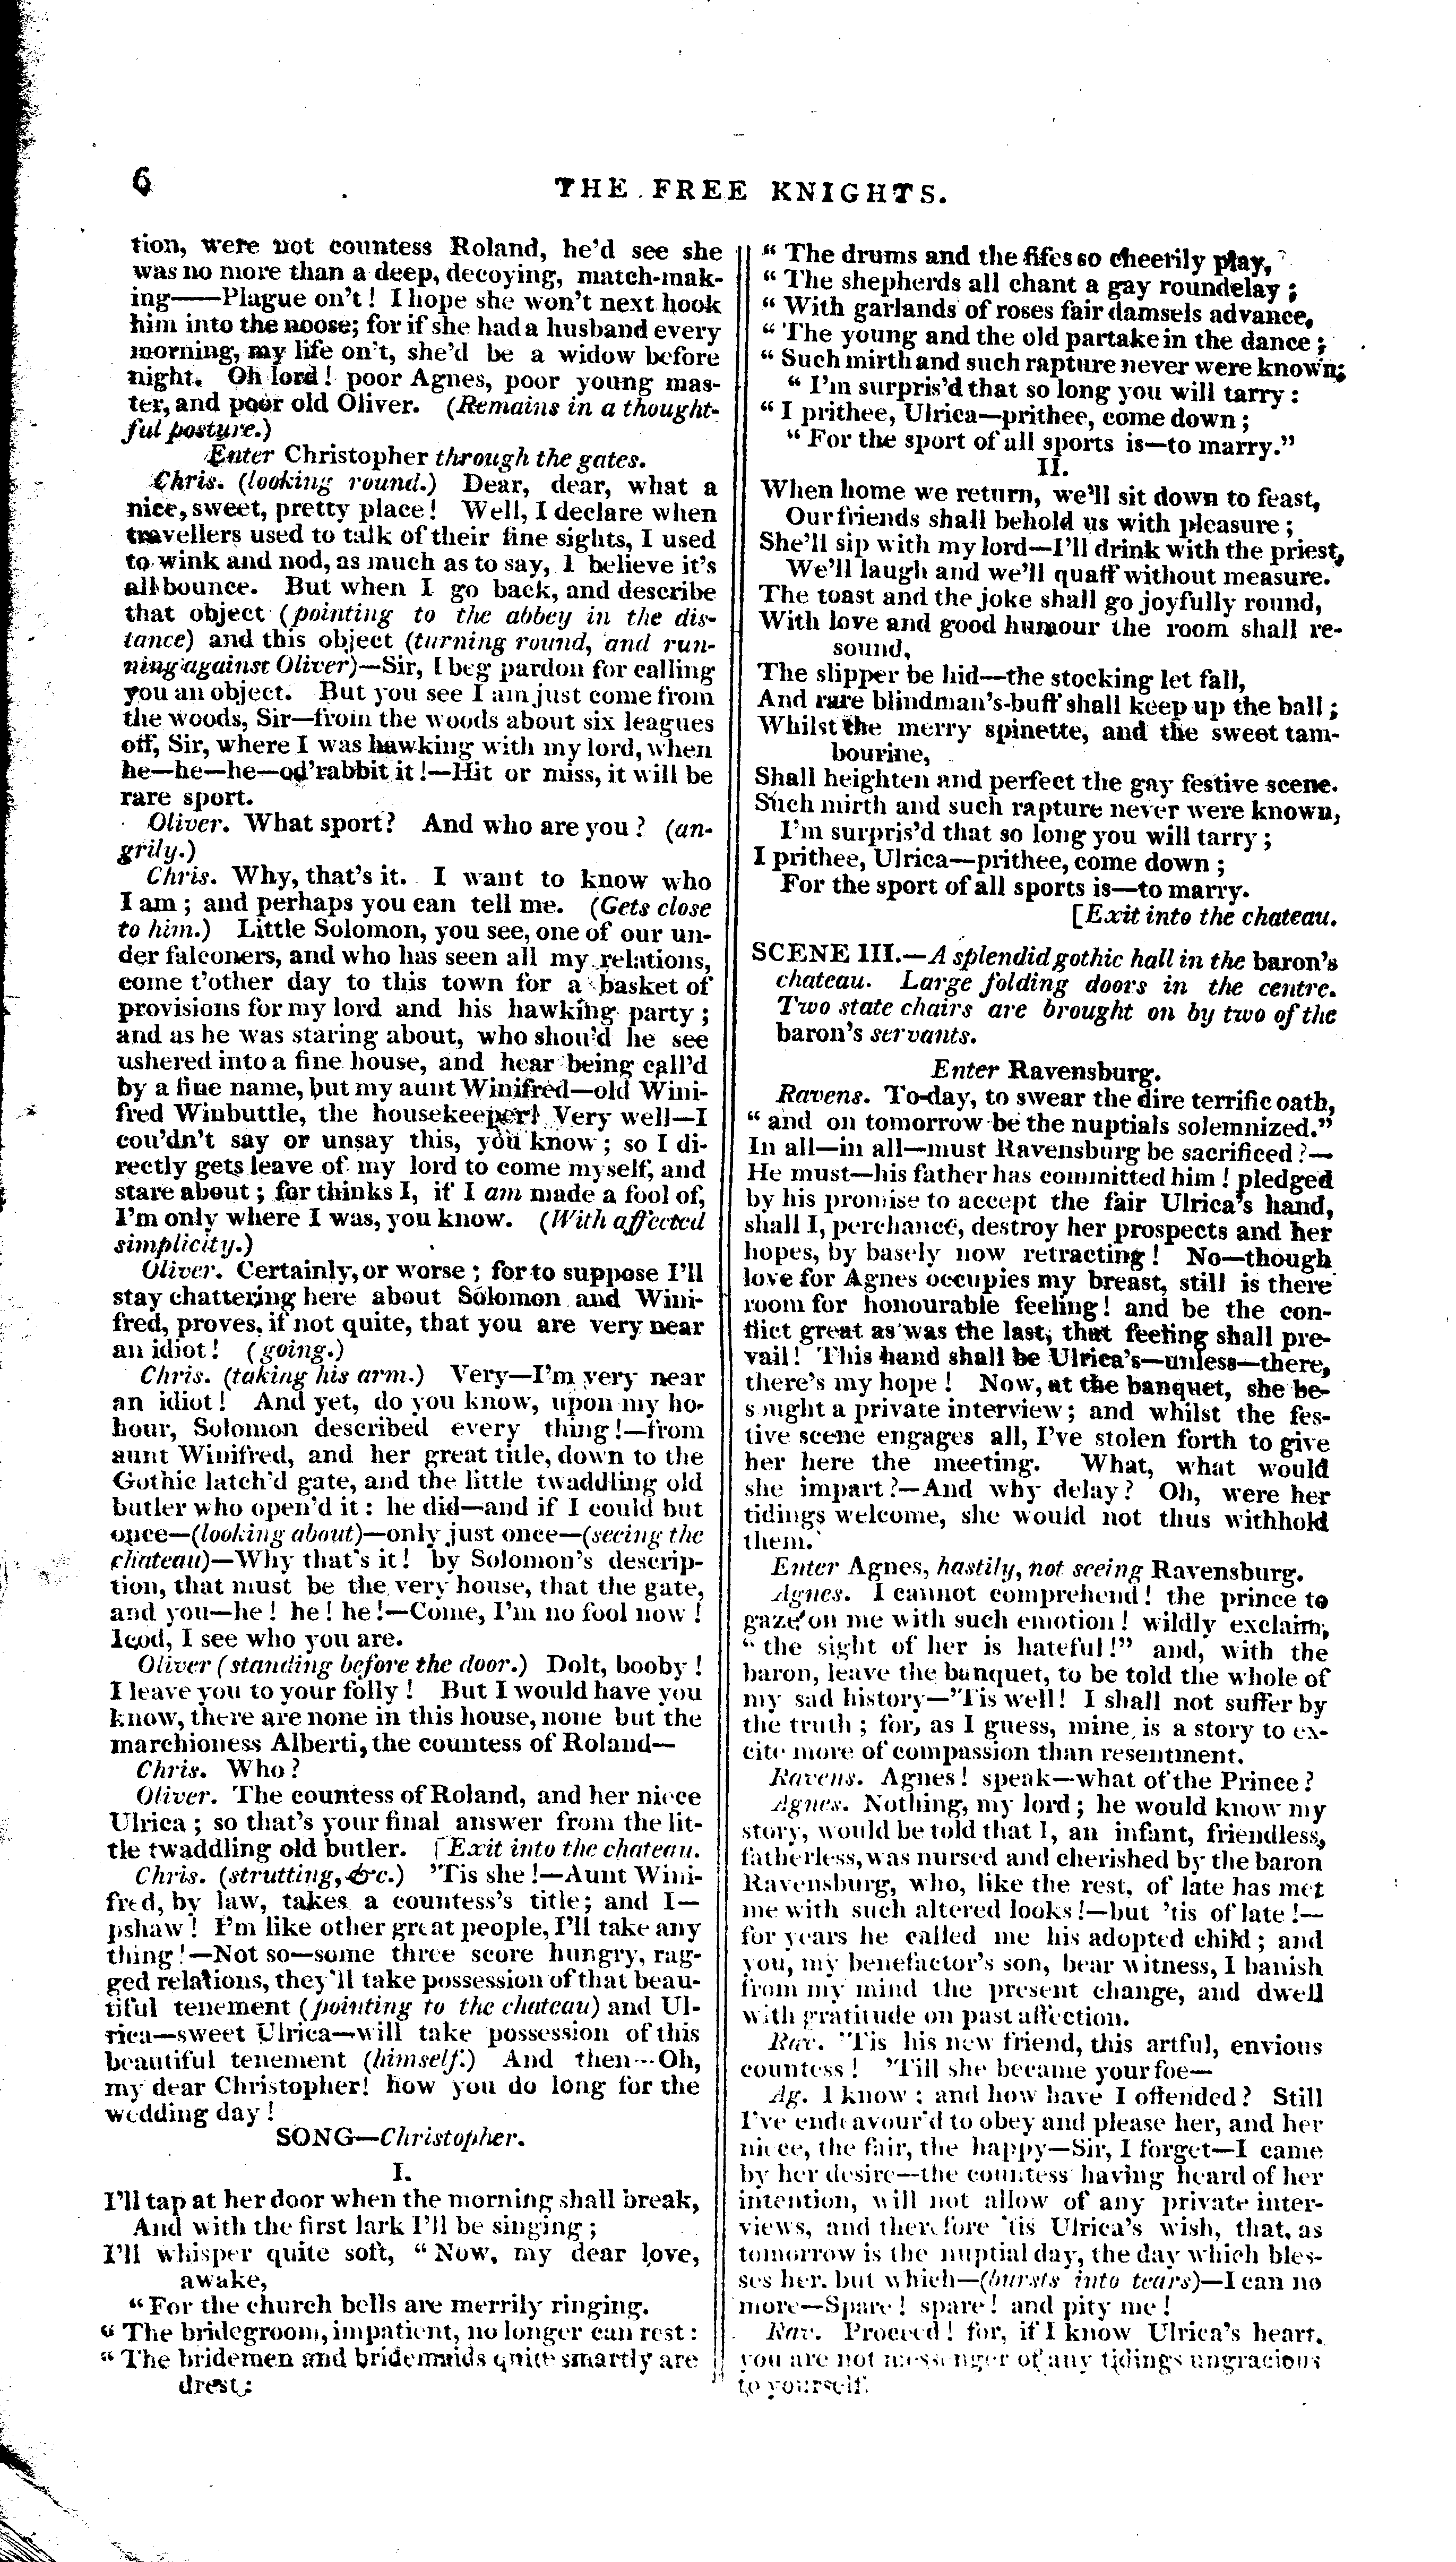 6
THE FREE KNIGHTS.
tion, were not countess Roland, he'd see she
was no more than a deep, decoying, match-mak-
ing——Plague on't! I hope she won't next hook
him into the noose; for if she had a husband every
morning, my life on't, she'd be a widow before
night. Oh lord! poor Agnes, poor young mas-
ter, and poor old Oliver. (Remains in a thought-
ful posture.)
Enter Christopher through the gates.
Chris. (looking round.) Dear, dear, what a
nice, sweet, pretty place! Well, I declare when
travellers used to talk of their fine sights, I used
to wink and nod, as much as to say, I believe it's
all bounce. But when I go back, and describe
that object (pointing to the abbey in the dis-
tance) and this object (turning round, and run-
ning against Oliver)—Sir, I beg pardon for calling
you an object. But you see I am just come from
the woods, Sir—from the woods about six leagues
off, Sir, where I was hawking with my lord, when
he—he—he—od'rabbit it!—Hit or miss, it will be
rare sport.
Oliver. What sport? And who are you? (an-
grily.)
Chris. Why, that's it. I want to know who
I am; and perhaps you can tell me. (Gets close
to him.) Little Solomon, you see, one of our un-
der falconers, and who has seen all my relations,
come t'other day to this town for a basket of
provisions for my lord and his hawking party;
and as he was staring about, who shou'd he see
ushered into a fine house, and hear being call'd
by a fine name, but my aunt Winifred—old Wini-
fred Winbuttle, the housekeeper! Very well—I
cou'dn't say or unsay this, you know; so I di-
rectly gets leave of my lord to come myself, and
stare about; for thinks I, if I am made a fool of,
I'm only where I was, you know. (With affected
simplicity.)
Oliver. Certainly, or worse; for to suppose I'll
stay chattering here about Solomon and Wini-
fred, proves, if not quite, that you are very near
an idiot! (going.)
Chris. (taking his arm.) Very—I'm very near
an idiot! And yet, do you know, upon my ho-
hour, Solomon described every thing!—from
aunt Winifred, and her great title, down to the
Gothic latch'd gate, and the little twaddling old
butler who open'd it: he did—and if I could but
once—(looking about)—only just once—(seeing the
chateau)—Why that's it! by Solomon's descrip-
tion, that must be the very house, that the gate,
and you—he! he! he!—Come, I'm no fool now!
Icod, I see who you are.
Oliver (standing before the door.) Dolt, booby!
I leave you to your folly! But I would have you
know, there are none in this house, none but the
marchioness Alberti, the countess of Roland—
Chris. Who?
Oliver. The countess of Roland, and her niece
Ulrica; so that's your final answer from the lit-
tle twaddling old butler. [Exit into the chateau.
Chris. (strutting, &c.) 'Tis she!—Aunt Wini-
fred, by law, takes a countess's title; and I—
pshaw! I'm like other great people, I'll take any
thing!—Not so—some three score hungry, rag-
ged relations, they'll take possession of that beau-
tiful tenement (pointing to the chateau) and Ul-
rica—sweet Ulrica—will take possession of this
beautiful tenement (himself.) And then—Oh,
my dear Christopher! how you do long for the
wedding day!
SONG—Christopher.
I.
I'll tap at her door when the morning shall break,
And with the first lark I'll be singing;
I'll whisper quite soft, "Now, my dear love,
awake,
"For the church bells are merrily ringing.
"The bridegroom, impatient, no longer can rest:
"The bridemen and bridemaids quite smartly are
drest:
"The drums and the fifes so cheerily play,
"The shepherds all chant a gay roundelay;
"With garlands of roses fair damsels advance,
"The young and the old partake in the dance;
"Such mirth and such rapture never were known;
"I'm surpris'd that so long you will tarry:
"I prithee, Ulrica—prithee, come down;
"For the sport of all sports is—to marry."
II.
When home we return, we'll sit down to feast,
Our friends shall behold us with pleasure;
She'll sip with my lord—I'll drink with the priest,
We'll laugh and we'll quaff without measure.
The toast and the joke shall go joyfully round,
With love and good humour the room shall re-
sound,
The slipper be hid—the stocking let fall,
And rare blindman's-buff shall keep up the ball;
Whilst the merry spinette, and the sweet tam-
bourine,
Shall heighten and perfect the gay festive scene.
Such mirth and such rapture never were known,
I'm surpris'd that so long you will tarry;
I prithee, Ulrica—prithee, come down;
For the sport of all sports is—to marry.
[Exit into the chateau.
SCENE III.—A splendid gothic hall in the baron's
chateau. Large folding doors in the centre.
Two state chairs are brought on by two of the
baron's servants.
Enter Ravensburg.
Ravens. To-day, to swear the dire terrific oath,
"and on tomorrow be the nuptials solemnized."
In all—in all—must Ravensburg be sacrificed?—
He must—his father has committed him! pledged
by his promise to accept the fair Ulrica's hand,
shall I, perchance, destroy her prospects and her
hopes, by basely now retracting! No—though
love for Agnes occupies my breast, still is there
room for honourable feeling! and be the con-
flict great as was the last, that feeling shall pre-
vail! This hand shall be Ulrica's—unless—there,
there's my hope! Now, at the banquet, she be-
sought a private interview; and whilst the fes-
tive scene engages all, I've stolen forth to give
her here the meeting. What, what would
she impart?—And why delay? Oh, were her
tidings welcome, she would not thus withhold
them.
Enter Agnes, hastily, not seeing Ravensburg.
Agnes. I cannot comprehend! the prince to
gaze on me with such emotion! wildly exclaim,
"the sight of her is hateful!" and, with the
baron, leave the banquet, to be told the whole of
my sad history—'Tis well! I shall not suffer by
the truth; for, as I guess, mine is a story to ex-
cite more of compassion than resentment.
Ravens. Agnes! speak—what of the Prince?
Agnes. Nothing, my lord; he would know my
story, would be told that I, an infant, friendless,
fatherless, was nursed and cherished by the baron
Ravensburg, who, like the rest, of late has met
me with such altered looks!—but 'tis of late!—
for years he called me his adopted child; and
you, my benefactor's son, bear witness, I banish
from my mind the present change, and dwell
with gratitude on past affection.
Rav. 'Tis his new friend, this artful, envious
countess! 'Till she became your foe—
Ag. I know; and how have I offended? Still
I've endeavour'd to obey and please her, and her
niece, the fair, the happy—Sir, I forget—I came
by her desire—the countess having heard of her
intention, will not allow of any private inter-
views, and therefore 'tis Ulrica's wish, that, as
tomorrow is the nuptial day, the day which bles-
ses her, but which—(bursts into tears)—I can no
more—Spare! spare! and pity me!
Rav. Proceed! for, if I know Ulrica's heart,
you are not messenger of any tidings ungracious
to yourself.